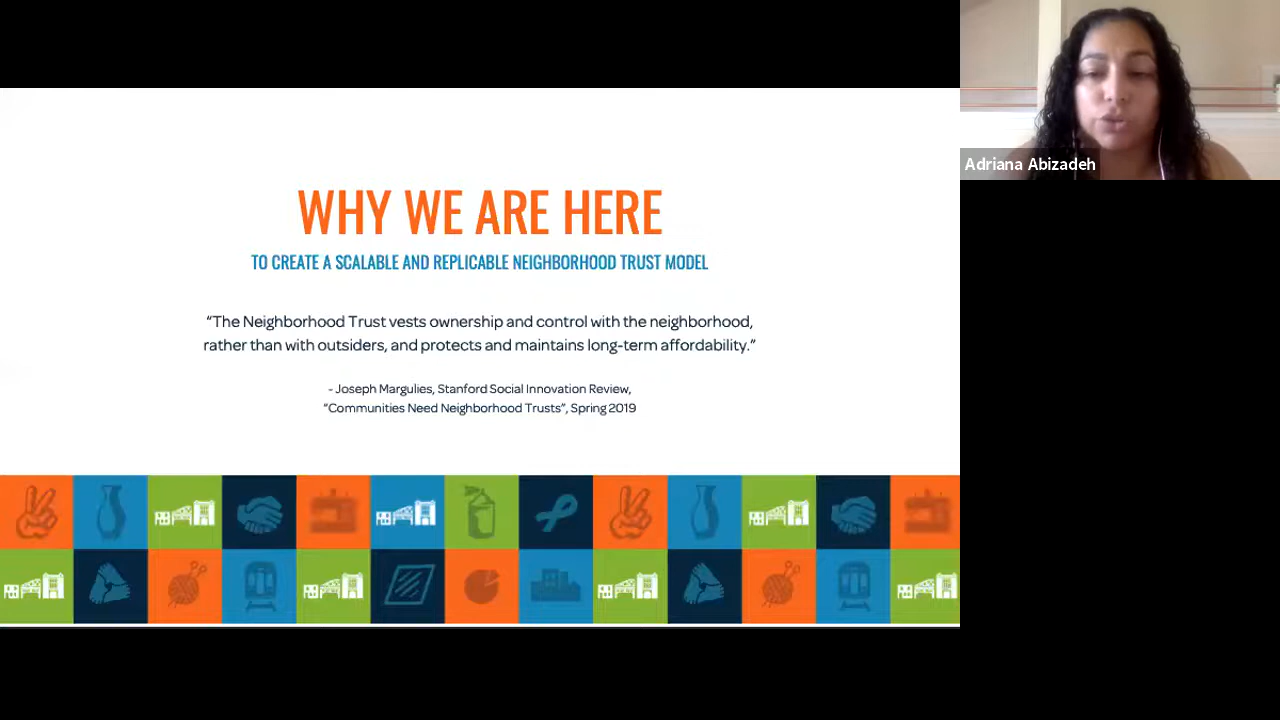 WHY WE ARE HERE
TO CREATE A SCALABLE AND REPLICABLE NEIGHBORHOOD TRUST MODEL
“The Neighborhood Trust vests ownership and control with the neighborhood,
rather than with outsiders, and protects and maintains long-term affordability.”
- Joseph Margulies, Stanford Social Innovation Review,
“Communities Need Neighborhood Trusts”, Spring 2019
Adriana Abizadeh